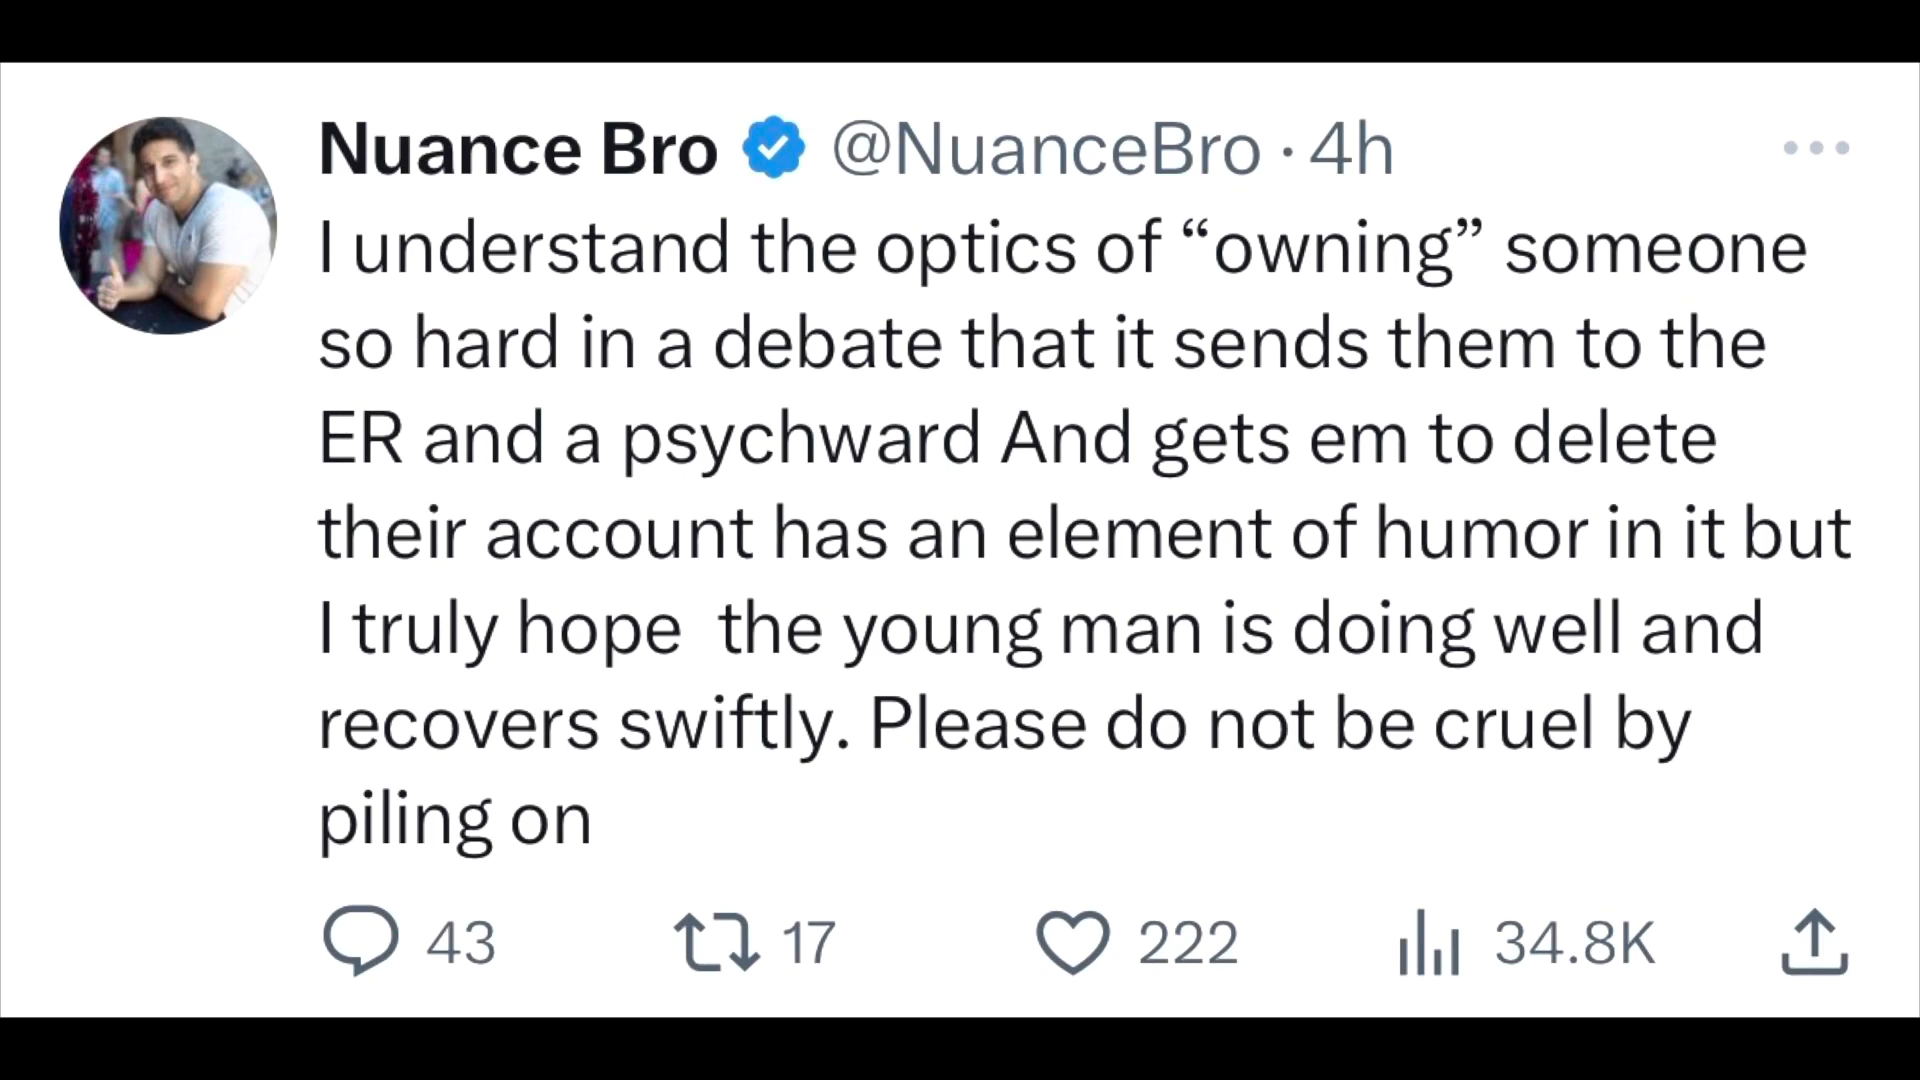 Nuance Bro @NuanceBro · 4h
I understand the optics of “owning” someone
so hard in a debate that it sends them to the
ER and a psychward And gets em to delete
their account has an element of humor in it but
I truly hope  the young man is doing well and
recovers swiftly. Please do not be cruel by
piling on
43 17 222 34.8K